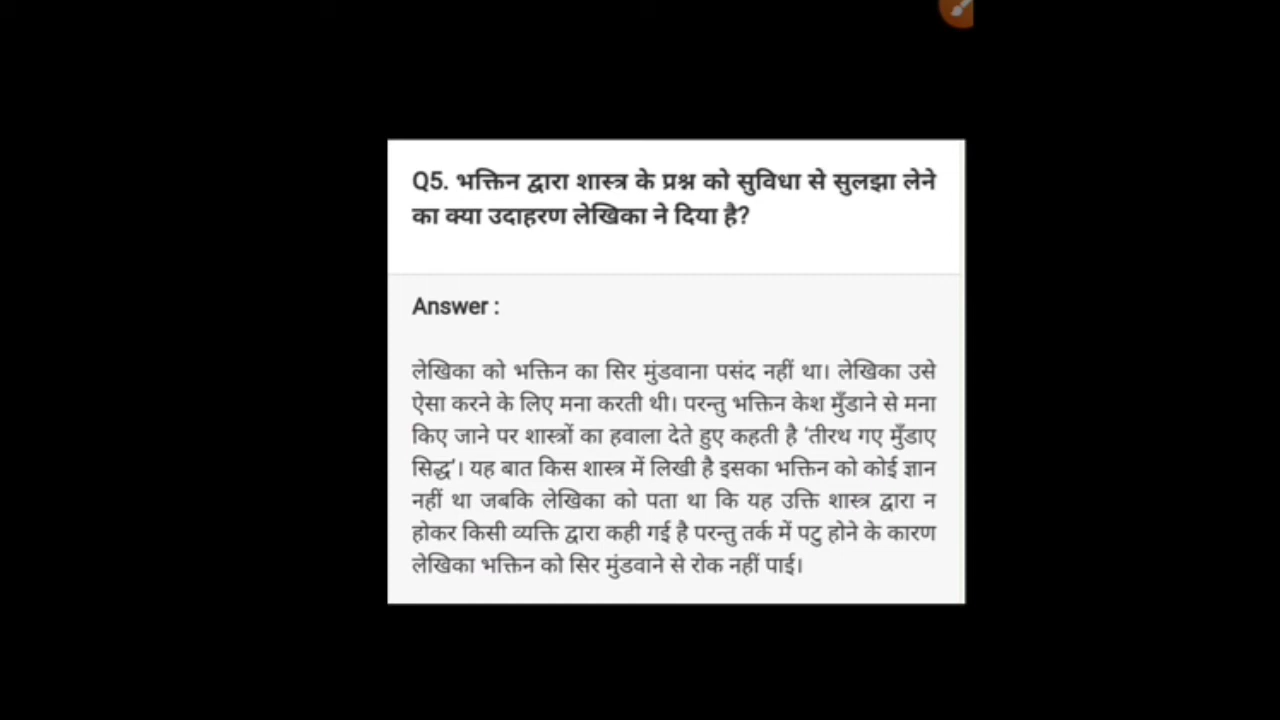 Q5. भक्तिन द्वारा शास्त्र के प्रश्न को सुविधा से सुलझा लेने
का क्या उदाहरण लेखिका ने दिया है?
Answer :
लेखिका को भक्तिन का सिर मुंडवाना पसंद नहीं था। लेखिका उसे
ऐसा करने के लिए मना करती थी। परन्तु भक्तिन केश मुँडाने से मना
किए जाने पर शास्त्रों का हवाला देते हुए कहती है ‘तीरथ गए मुँडाए
सिद्ध’। यह बात किस शास्त्र में लिखी है इसका भक्तिन को कोई ज्ञान
नहीं था जबकि लेखिका को पता था कि यह उक्ति शास्त्र द्वारा न
होकर किसी व्यक्ति द्वारा कही गई है परन्तु तर्क में पटु होने के कारण
लेखिका भक्तिन को सिर मुंडवाने से रोक नहीं पाई।